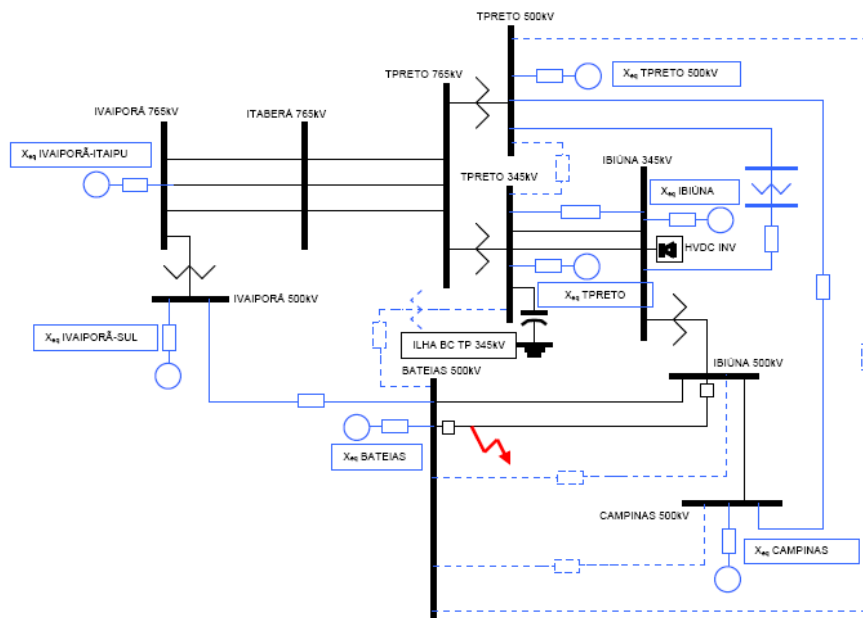 TPRETO 500kV
Xeq TPRETO 500kV
TPRETO 765kV
IVAIPORÃ 765kV
ITABERÁ 765kV
Xeq IVAIPORÃ-ITAIPU
IBIÚNA 345kV
TPRETO 345kV
Xeq IBIÚNA
HVDC INV
Xeq TPRETO
IVAIPORÃ 500kV
Xeq IVAIPORÃ-SUL
ILHA BC TP 345kV
BATEIAS 500kV
IBIÚNA 500kV
Xeq BATEIAS
CAMPINAS 500kV
Xeq CAMPINAS